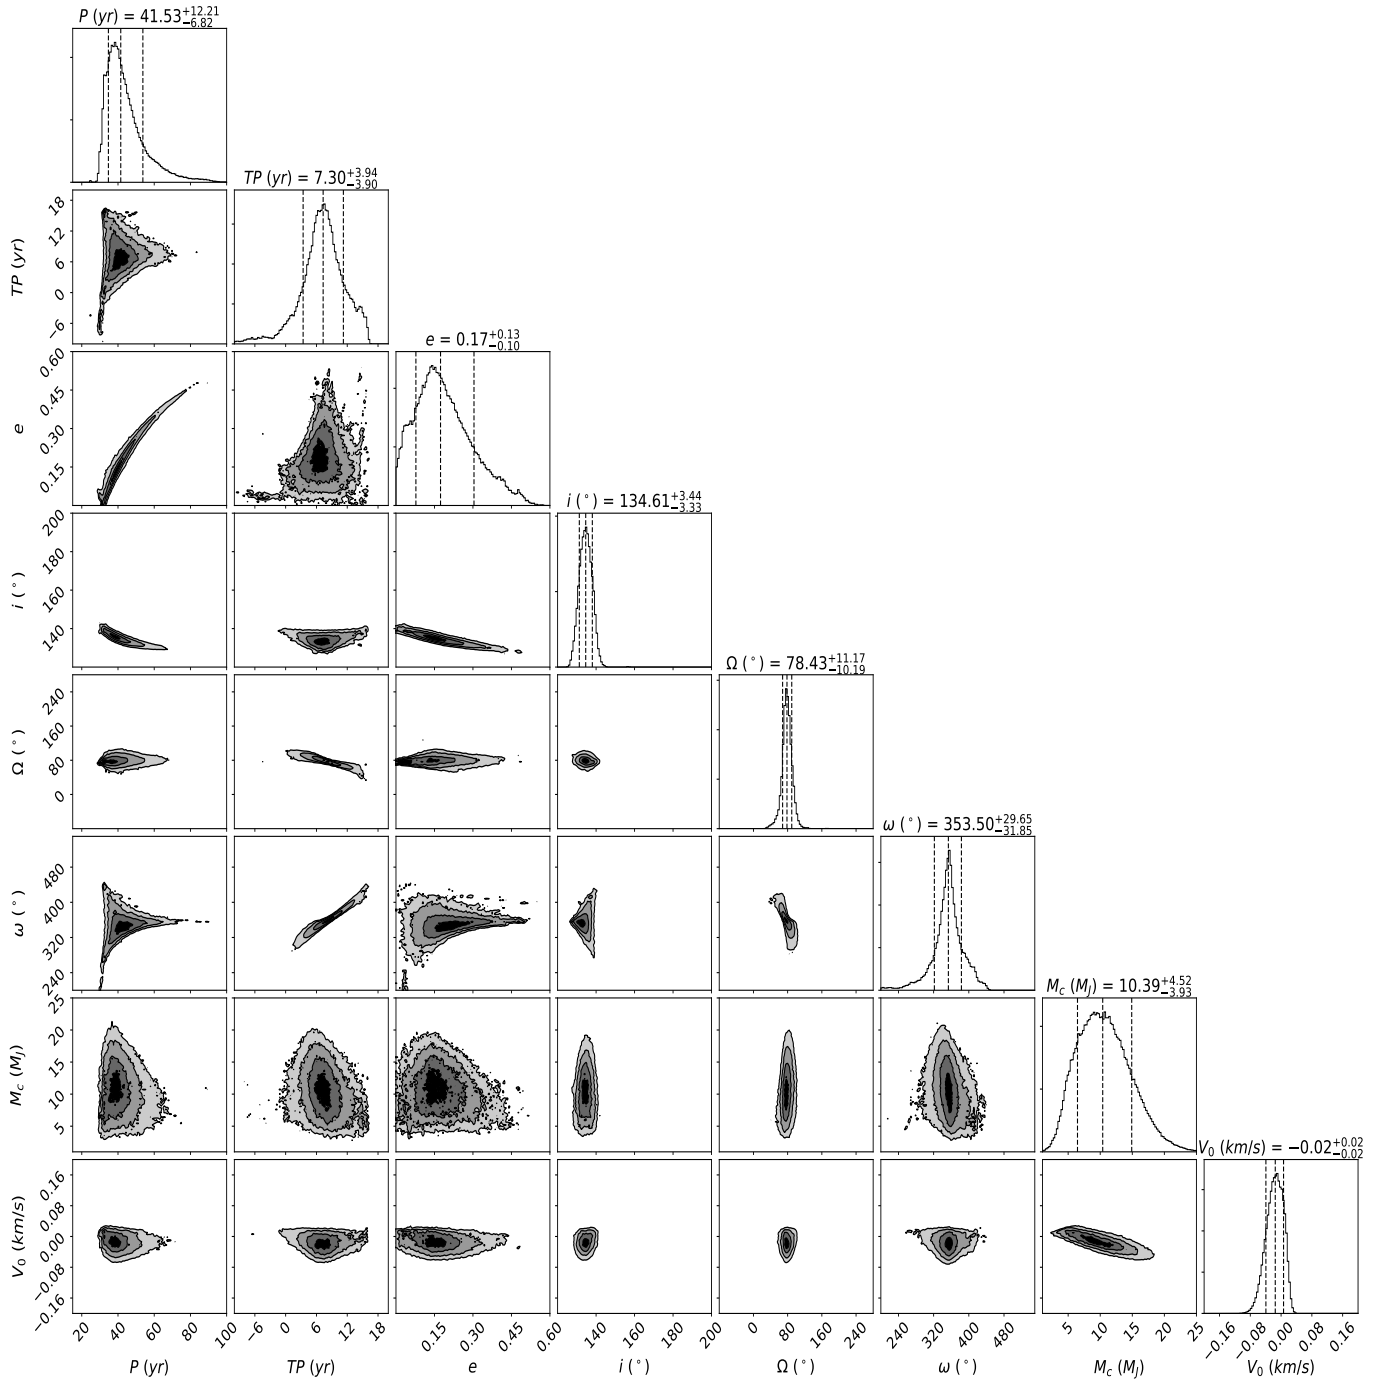 P (yr) = 41.53+12.21−6.82
TP (yr) = 7.30+3.94−3.90
18
12
6
0
−6
TP (yr)
e = 0.17+0.13−0.10
0.60
0.45
0.30
0.15
e
i (°) = 134.61+3.44−3.33
200
180
160
140
i (°)
Ω (°) = 78.43+11.17−10.19
240
160
80
0
Ω (°)
ω (°) = 353.50+29.65−31.85
480
400
320
240
ω (°)
Mc (MJ) = 10.39+4.52−3.93
25
20
15
10
5
Mc (MJ)
V0 (km/s) = −0.02+0.02−0.02
0.16
0.08
0.00
−0.08
−0.16
V0 (km/s)
20 40 60 80 100 −6 0 6 12 18 0.15 0.30 0.45 0.60 140 160 180 200 0 80 160 240 240 320 400 480 5 10 15 20 25 −0.16 −0.08 0.00 0.08 0.16
P (yr) TP (yr) e i (°) Ω (°) ω (°) Mc (MJ) V0 (km/s)